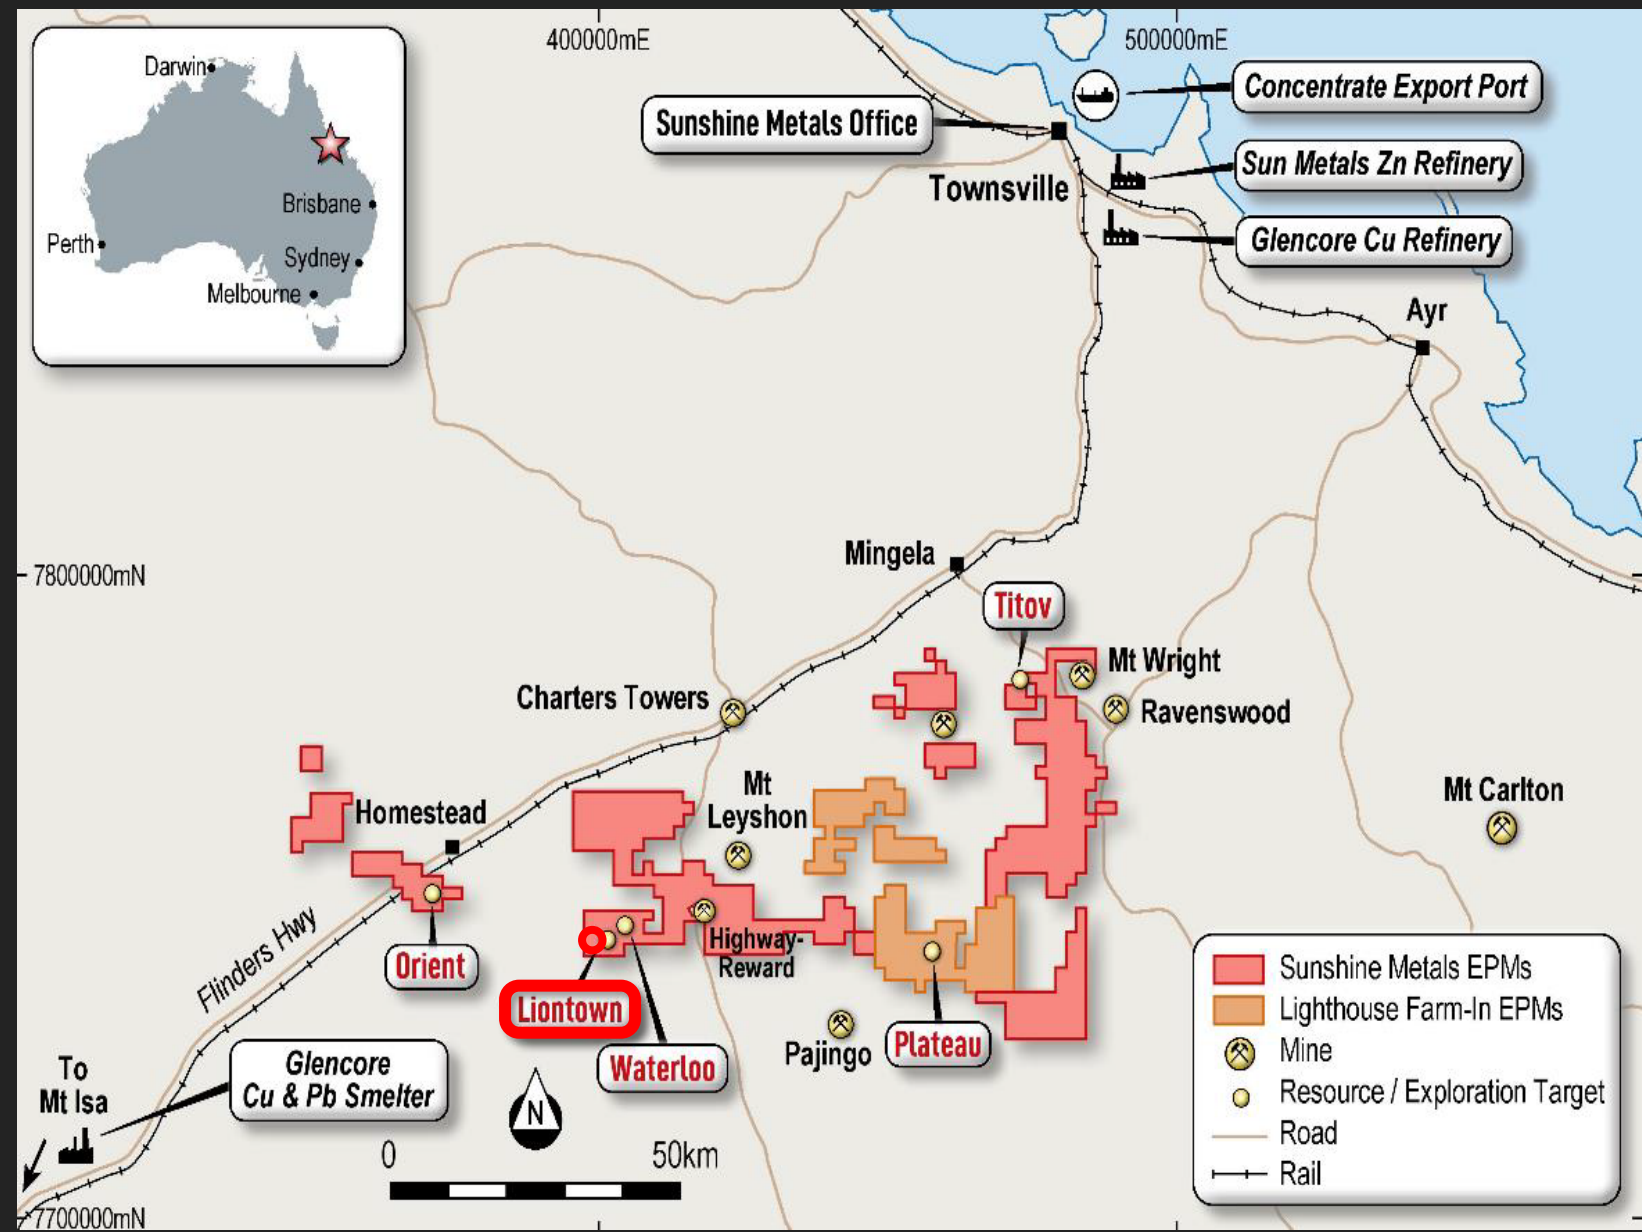 400000mE
500000mE
Darwin
Brisbane
Perth
Sydney
Melbourne
Sunshine Metals Office
Concentrate Export Port
Sun Metals Zn Refinery
Townsville
Glencore Cu Refinery
Ayr
Mingela
7800000mN
Titov
Mt Wright
Charters Towers
Ravenswood
Mt
Leyshon
Homestead
Mt Carlton
Flinders Hwy
Highway-
Reward
Orient
Liontown
Waterloo
Pajingo
Plateau
To
Mt Isa
Glencore
Cu & Pb Smelter
N
0
50km
7700000mN
Sunshine Metals EPMs
Lighthouse Farm-In EPMs
Mine
Resource / Exploration Target
Road
Rail